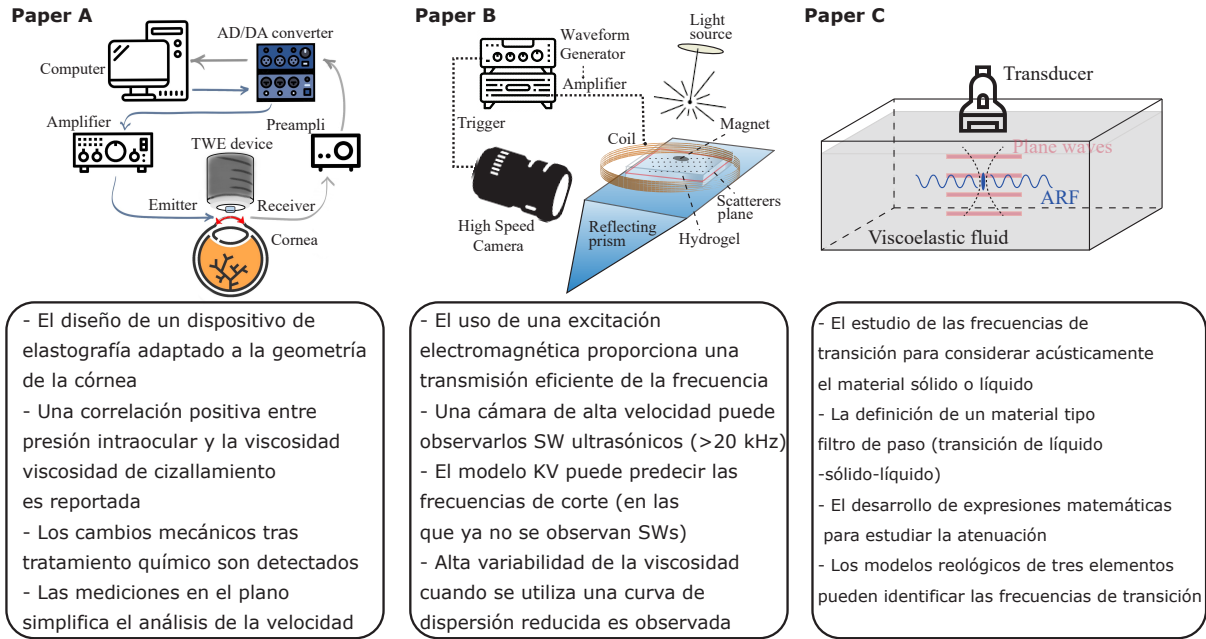 Paper A
AD/DA converter
Computer
Amplifier
Preampli
TWE device
Emitter
Receiver
Cornea
- El diseño de un dispositivo de
elastografía adaptado a la geometría
de la córnea
- Una correlación positiva entre
presión intraocular y la viscosidad
viscosidad de cizallamiento
es reportada
- Los cambios mecánicos tras
tratamiento químico son detectados
- Las mediciones en el plano
simplifica el análisis de la velocidad
Paper B
Waveform
Generator
Light
source
Amplifier
Trigger
Magnet
Coil
High Speed
Camera
Reflecting
prism
Scatterers
plane
Hydrogel
- El uso de una excitación
electromagnética proporciona una
transmisión eficiente de la frecuencia
- Una cámara de alta velocidad puede
observarlos SW ultrasónicos (>20 kHz)
- El modelo KV puede predecir las
frecuencias de corte (en las
que ya no se observan SWs)
- Alta variabilidad de la viscosidad
cuando se utiliza una curva de
dispersión reducida es observada
Paper C
Transducer
Plane waves
ARF
Viscoelastic fluid
- El estudio de las frecuencias de
transición para considerar acústicamente
el material sólido o líquido
- La definición de un material tipo
filtro de paso (transición de líquido
-sólido-líquido)
- El desarrollo de expresiones matemáticas
para estudiar la atenuación
- Los modelos reológicos de tres elementos
pueden identificar las frecuencias de transición